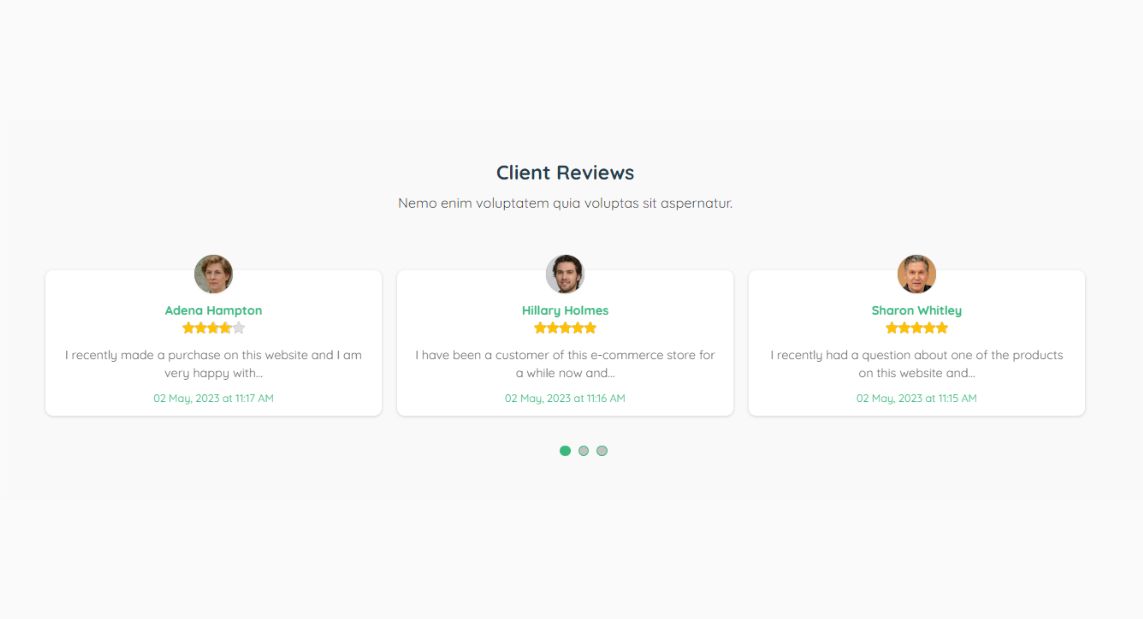 Client Reviews
Nemo enim voluptatem quia voluptas sit aspernatur.
Adena Hampton
I recently made a purchase on this website and I am
very happy with...
02 May, 2023 at 11:17 AM
Hillary Holmes
I have been a customer of this e-commerce store for
a while now and...
02 May, 2023 at 11:16 AM
Sharon Whitley
I recently had a question about one of the products
on this website and...
02 May, 2023 at 11:15 AM